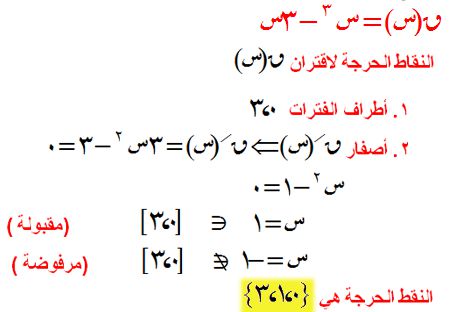 ق(س) = س³ - ٣س
النقاط الحرجة لاقتران ق(س)
١. أطراف الفترات ٣،٠
٢. أصفار ق´(س) ⇐ ق´(س) = ٣س² - ٣ = ٠
س² - ١ = ٠
س = ١ ∋ [٣،٠] (مقبولة)
س = -١ ∌ [٣،٠] (مرفوضة)
النقط الحرجة هي {٣،١،٠}